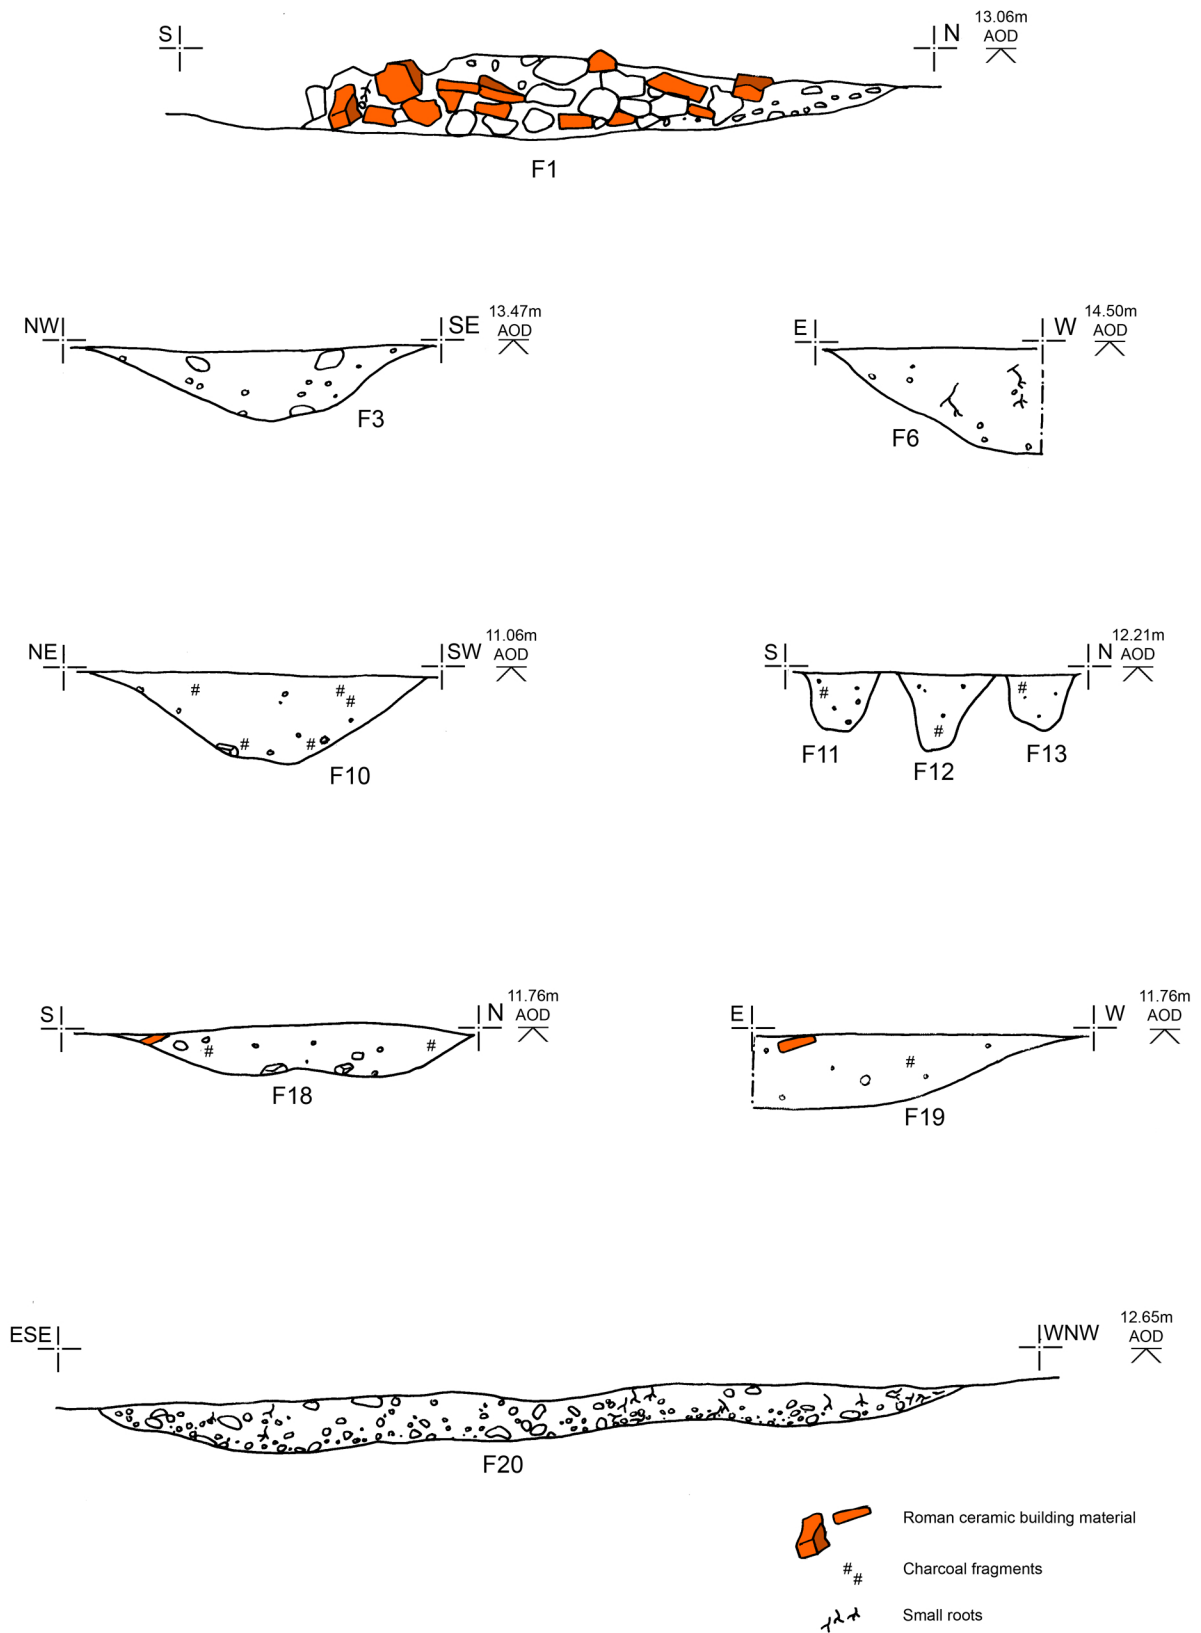 S
N
13.06m
AOD
F1
NW
SE
13.47m
AOD
F3
E
W
14.50m
AOD
F6
NE
SW
11.06m
AOD
F10
S
N
12.21m
AOD
F11
F12
F13
S
N
11.76m
AOD
F18
E
W
11.76m
AOD
F19
ESE
WNW
12.65m
AOD
F20
Roman ceramic building material
Charcoal fragments
Small roots